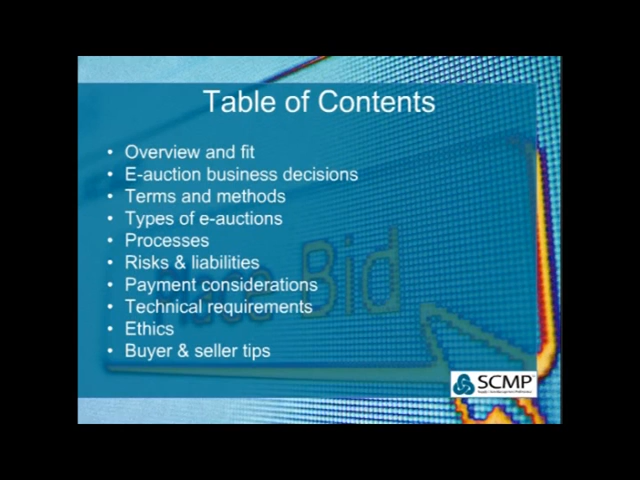 Table of Contents
• Overview and fit
• E-auction business decisions
• Terms and methods
• Types of e-auctions
• Processes
• Risks & liabilities
• Payment considerations
• Technical requirements
• Ethics
• Buyer & seller tips
Place Bid
SCMP